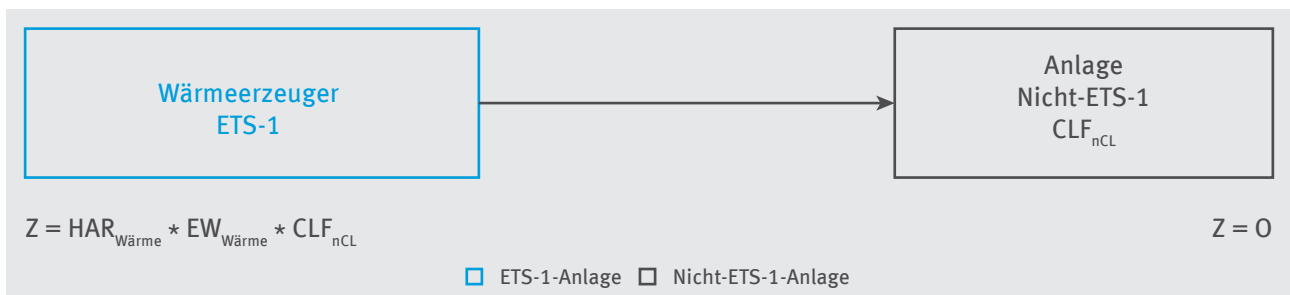 Wärmeerzeuger
ETS-1
Anlage
Nicht-ETS-1
CLFnCL
Z = HARWärme * EWWärme * CLFnCL
Z = 0
ETS-1-Anlage Nicht-ETS-1-Anlage